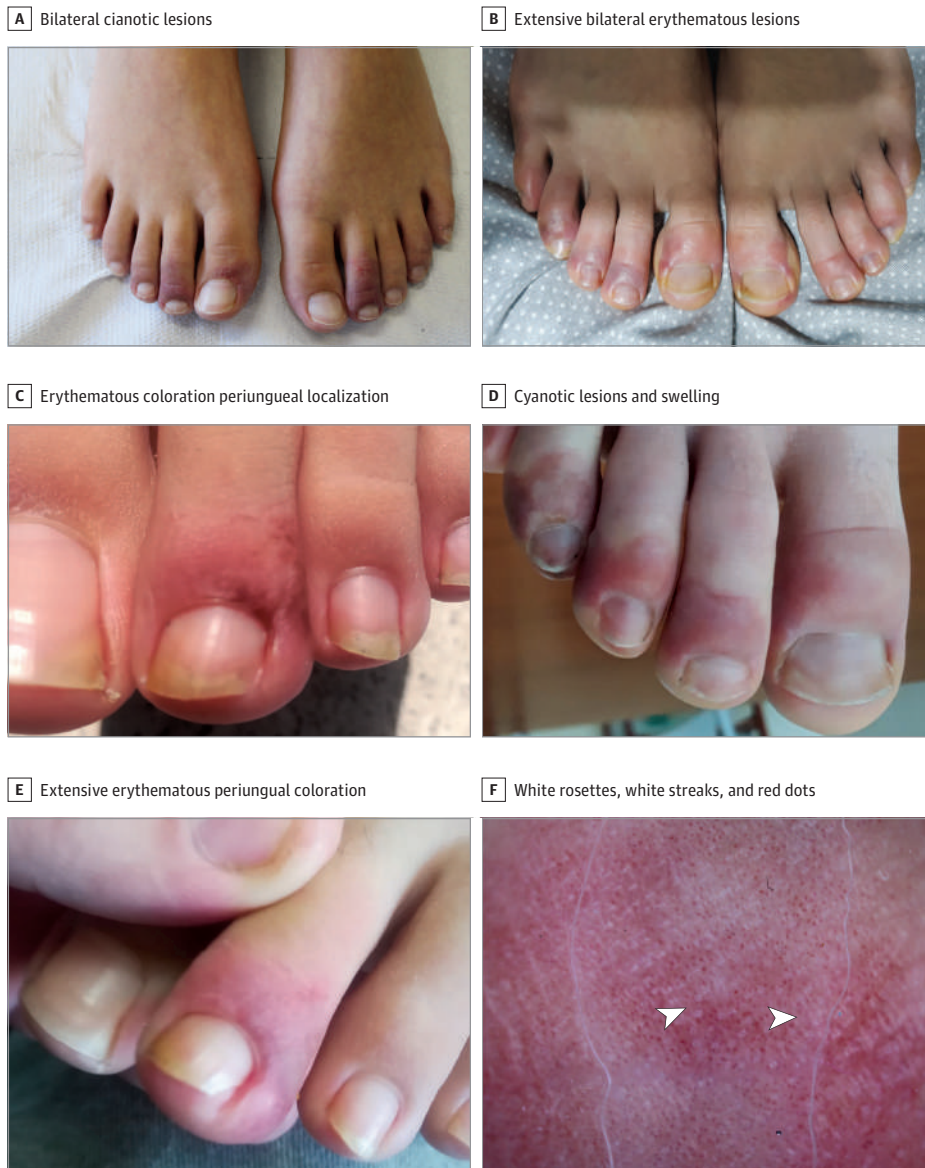 A Bilateral cianotic lesions
B Extensive bilateral erythematous lesions
C Erythematous coloration periungueal localization
D Cyanotic lesions and swelling
E Extensive erythematous periungual coloration
F White rosettes, white streaks, and red dots